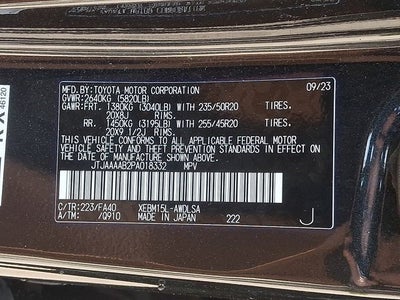 MFD.BY:TOYOTA MOTOR CORPORATION 09/23
GVWR:2640KG (5820LB)
GAWR:FRT. 1380KG (3040LB) WITH 235/50R20 TIRES.
20X8J RIMS.
RR. 1450KG (3195LB) WITH 255/45R20 TIRES.
20X9 1/2J RIMS.
THIS VEHICLE CONFORMS TO ALL APPLICABLE FEDERAL MOTOR
VEHICLE SAFETY AND THEFT PREVENTION STANDARDS IN EFFECT
ON THE DATE OF MANUFACTURE SHOWN ABOVE.
JTJAAAAB2PA018332 MPV
C/TR:223/FA40 XEBM15L-AWDLSA
A/TM: /Q910 MADE IN JAPAN 222 J
46120